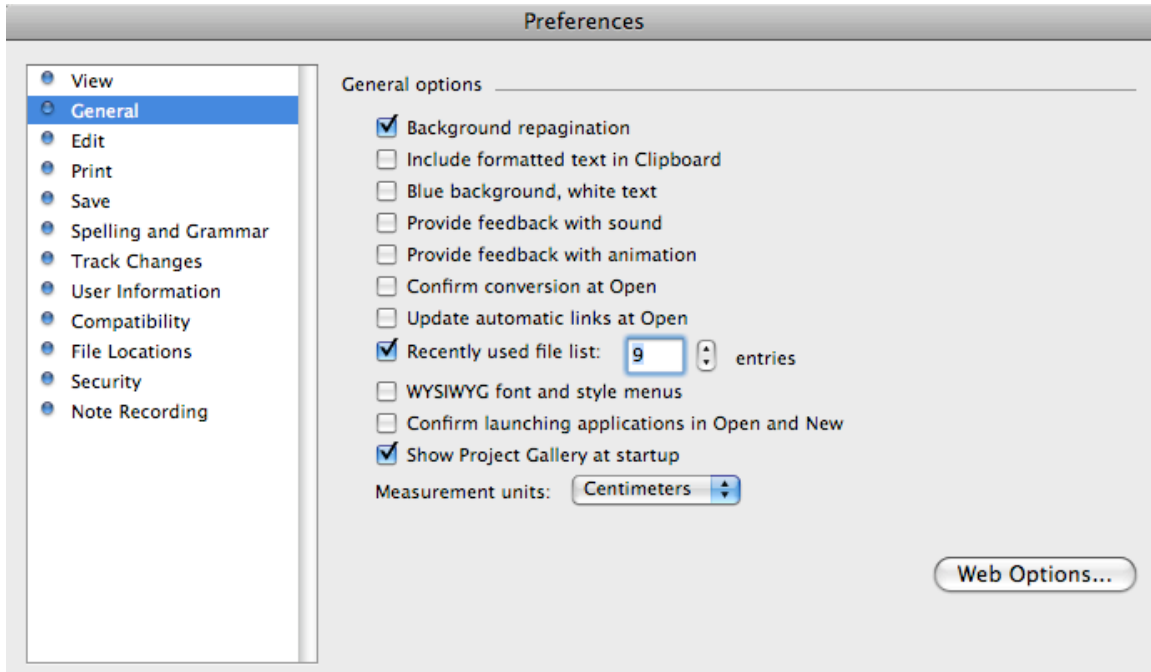 Preferences
View
General
Edit
Print
Save
Spelling and Grammar
Track Changes
User Information
Compatibility
File Locations
Security
Note Recording
General options
Background repagination
Include formatted text in Clipboard
Blue background, white text
Provide feedback with sound
Provide feedback with animation
Confirm conversion at Open
Update automatic links at Open
Recently used file list: 9 entries
WYSIWYG font and style menus
Confirm launching applications in Open and New
Show Project Gallery at startup
Measurement units: Centimeters
Web Options...